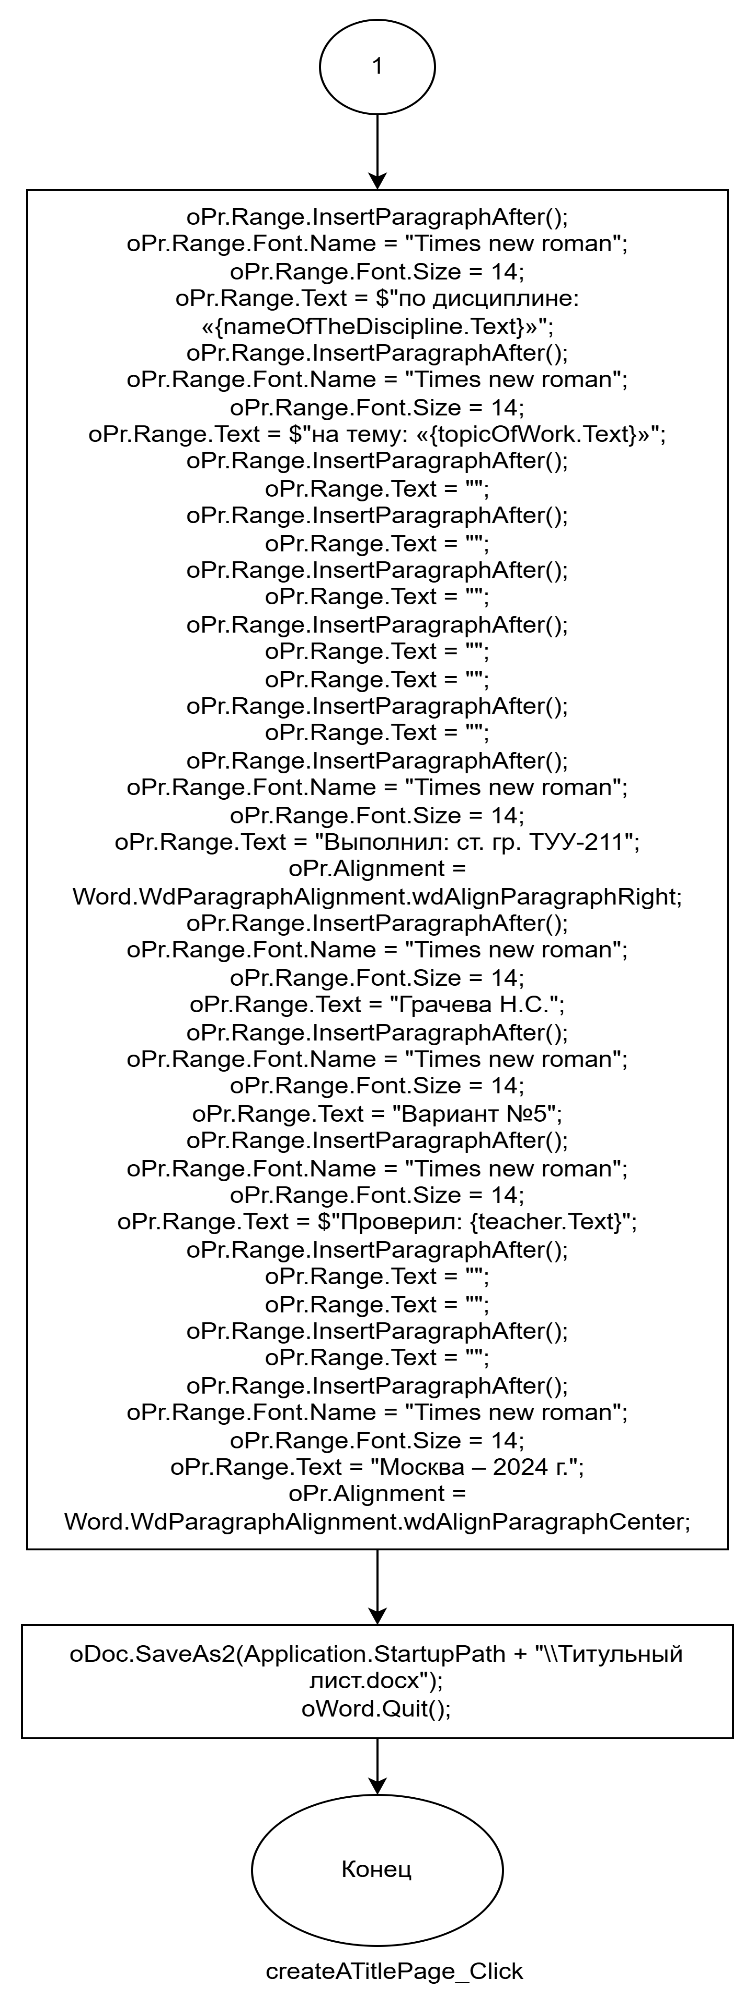 1
oPr.Range.InsertParagraphAfter();
oPr.Range.Font.Name = "Times new roman";
oPr.Range.Font.Size = 14;
oPr.Range.Text = $"по дисциплине:
«{nameOfTheDiscipline.Text}»";
oPr.Range.InsertParagraphAfter();
oPr.Range.Font.Name = "Times new roman";
oPr.Range.Font.Size = 14;
oPr.Range.Text = $"на тему: «{topicOfWork.Text}»";
oPr.Range.InsertParagraphAfter();
oPr.Range.Text = "";
oPr.Range.InsertParagraphAfter();
oPr.Range.Text = "";
oPr.Range.InsertParagraphAfter();
oPr.Range.Text = "";
oPr.Range.InsertParagraphAfter();
oPr.Range.Text = "";
oPr.Range.Text = "";
oPr.Range.InsertParagraphAfter();
oPr.Range.Text = "";
oPr.Range.InsertParagraphAfter();
oPr.Range.Font.Name = "Times new roman";
oPr.Range.Font.Size = 14;
oPr.Range.Text = "Выполнил: ст. гр. ТУУ-211";
oPr.Alignment =
Word.WdParagraphAlignment.wdAlignParagraphRight;
oPr.Range.InsertParagraphAfter();
oPr.Range.Font.Name = "Times new roman";
oPr.Range.Font.Size = 14;
oPr.Range.Text = "Грачева Н.С.";
oPr.Range.InsertParagraphAfter();
oPr.Range.Font.Name = "Times new roman";
oPr.Range.Font.Size = 14;
oPr.Range.Text = "Вариант №5";
oPr.Range.InsertParagraphAfter();
oPr.Range.Font.Name = "Times new roman";
oPr.Range.Font.Size = 14;
oPr.Range.Text = $"Проверил: {teacher.Text}";
oPr.Range.InsertParagraphAfter();
oPr.Range.Text = "";
oPr.Range.Text = "";
oPr.Range.InsertParagraphAfter();
oPr.Range.Text = "";
oPr.Range.InsertParagraphAfter();
oPr.Range.Font.Name = "Times new roman";
oPr.Range.Font.Size = 14;
oPr.Range.Text = "Москва – 2024 г.";
oPr.Alignment =
Word.WdParagraphAlignment.wdAlignParagraphCenter;
oDoc.SaveAs2(Application.StartupPath + "\\Титульный
лист.docx");
oWord.Quit();
Конец
createATitlePage_Click